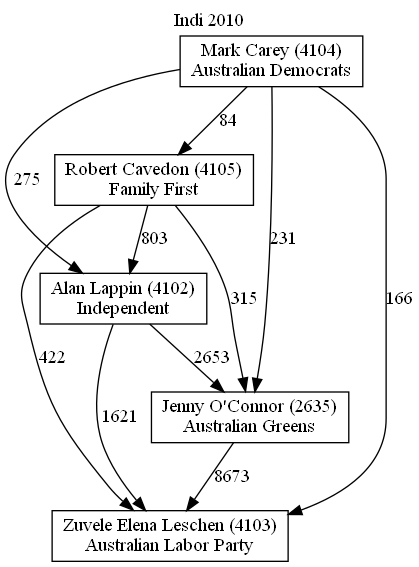 Indi 2010
Mark Carey (4104)
Australian Democrats
84
Robert Cavedon (4105)
Family First
275
803
231
Alan Lappin (4102)
Independent
315
166
422
2653
Jenny O'Connor (2635)
Australian Greens
1621
8673
Zuvele Elena Leschen (4103)
Australian Labor Party